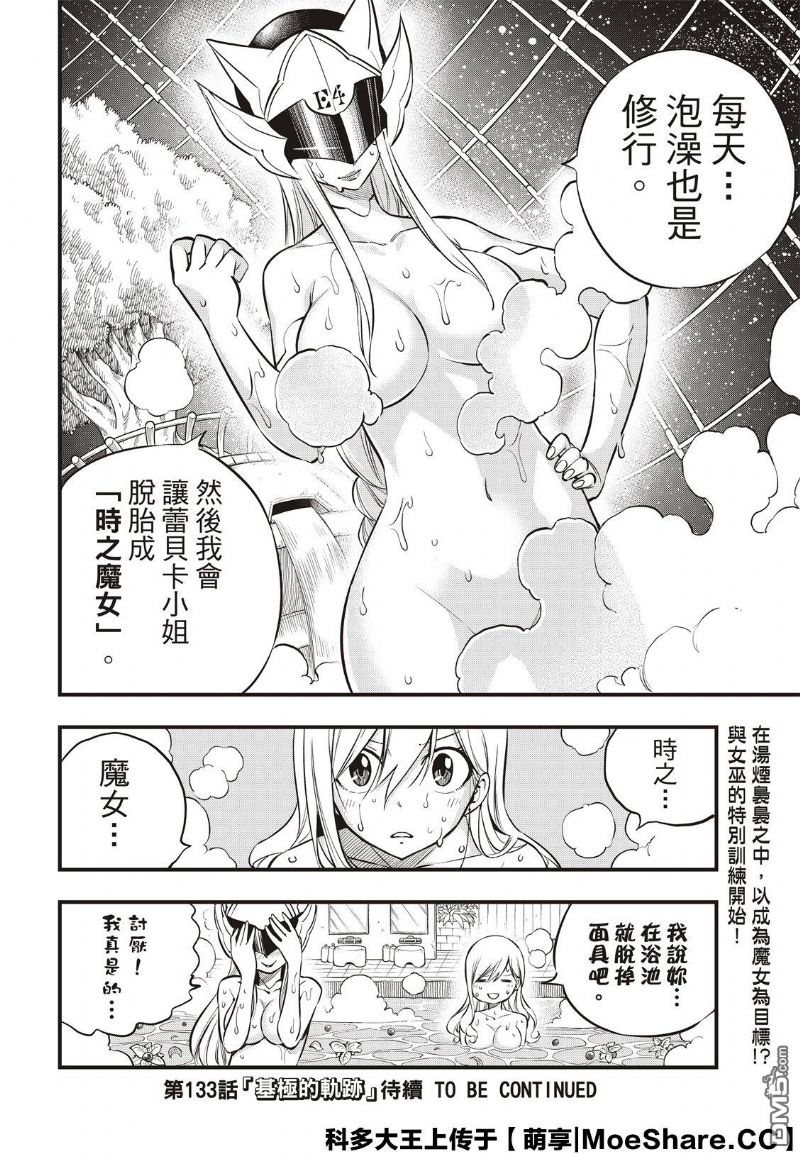 每天…
泡澡也是
修行。
E4
然後我會
讓蕾貝卡小姐
脫胎成
「時之魔女」。
時之…
魔女…
在湯煙裊裊之中，以成為魔女為目標!?
與女巫的特別訓練開始！
我說妳…
在浴池
就脫掉
面具吧。
討厭！
我真是的…
第133話「基極的軌跡」待續 TO BE CONTINUED
科多大王上传于【萌享|MoeShare.CC】
DM5.com